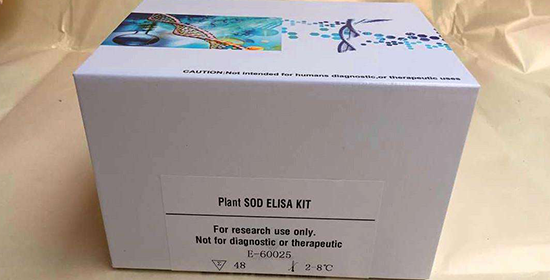 CAUTION:Not intended for humans diagnostic,or therapeutic uses
Plant SOD ELISA KIT
For research use only.
Not for diagnostic or therapeutic
E-60025
48 2-8℃